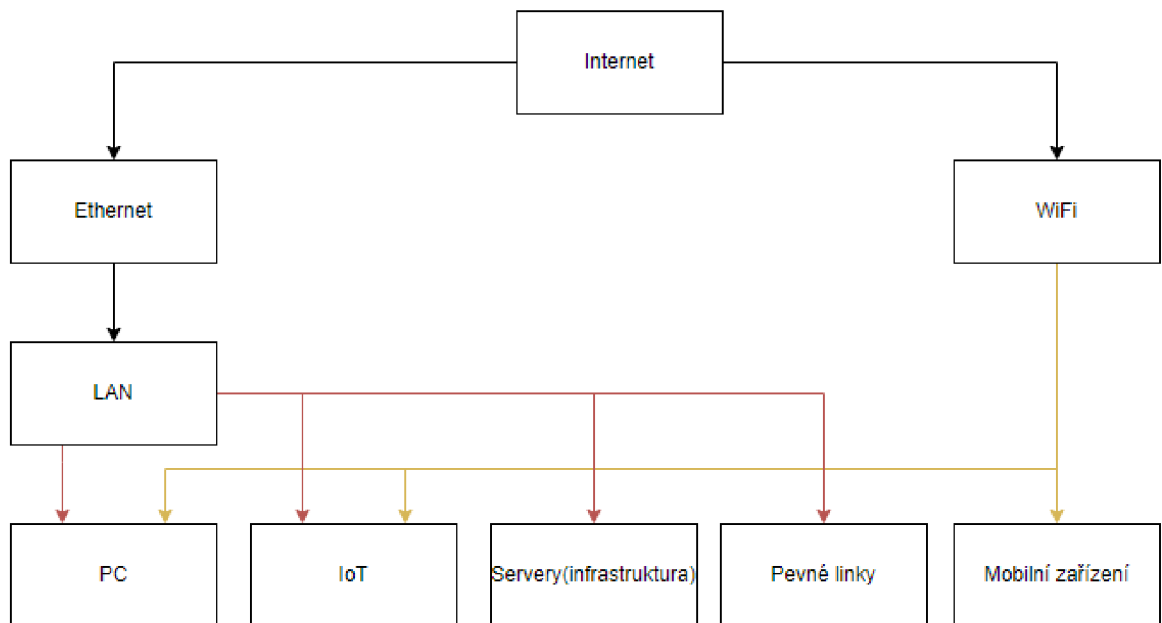 Internet
Ethernet
WiFi
LAN
PC
IoT
Servery(infrastruktura)
Pevné linky
Mobilní zařízení